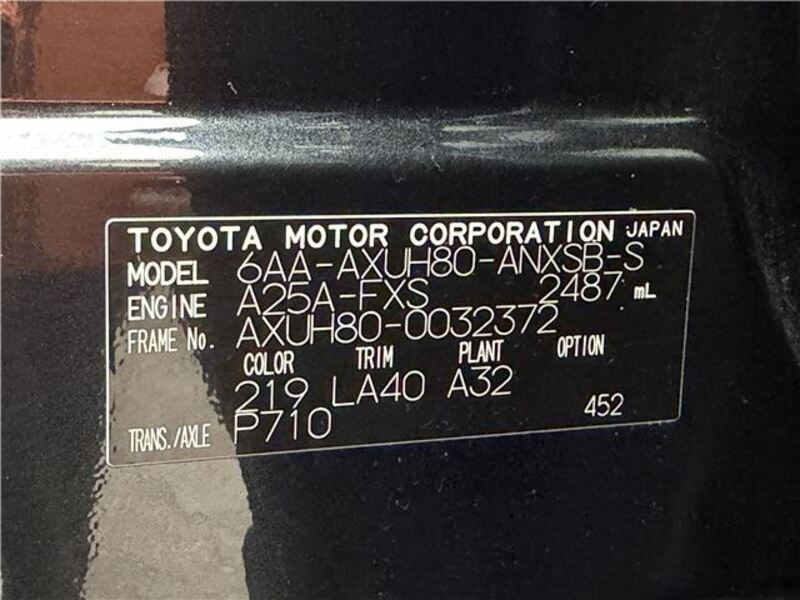 TOYOTA MOTOR CORPORATION JAPAN
MODEL 6AA-AXUH80-ANXSB-S
ENGINE A25A-FXS 2487 mL
FRAME No. AXUH80-0032372
COLOR TRIM PLANT OPTION
219 LA40 A32
452
TRANS./AXLE P710